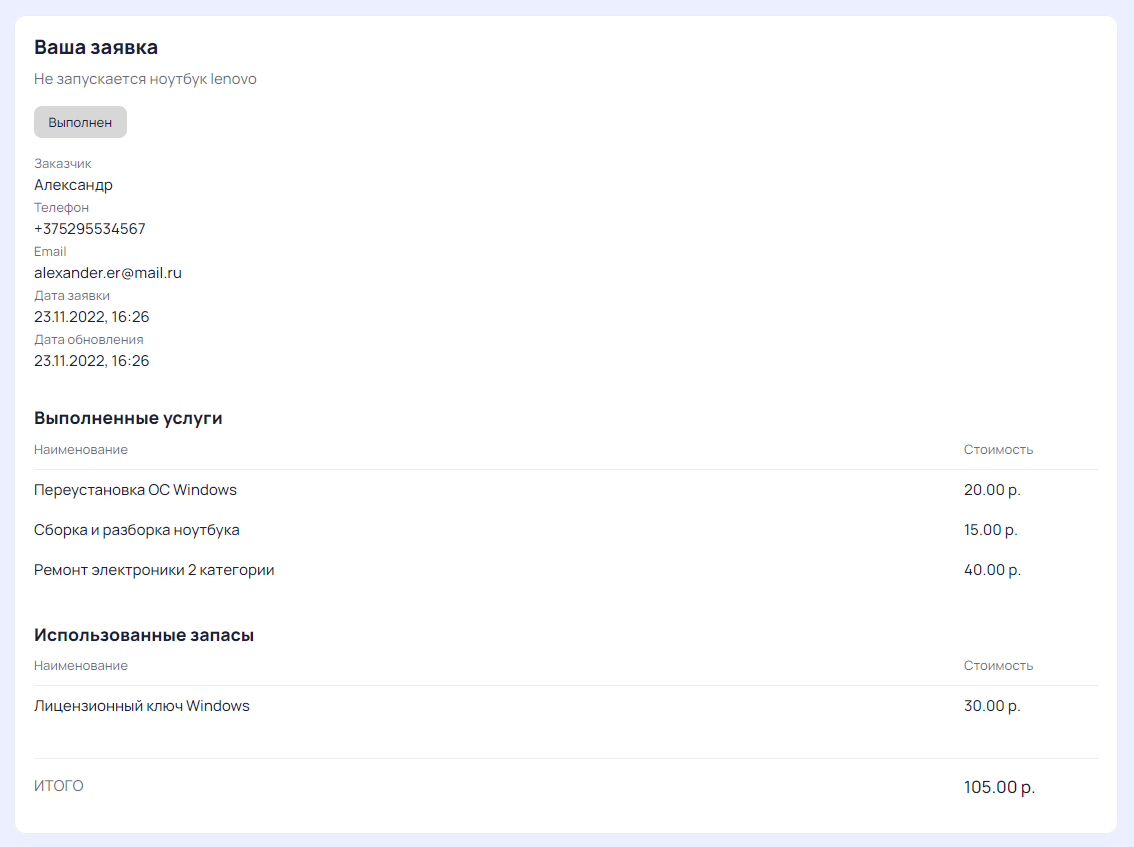 Ваша заявка
Не запускается ноутбук lenovo
Выполнен
Заказчик
Александр
Телефон
+375295534567
Email
alexander.er@mail.ru
Дата заявки
23.11.2022, 16:26
Дата обновления
23.11.2022, 16:26
Выполненные услуги
Наименование Стоимость
Переустановка ОС Windows 20.00 р.
Сборка и разборка ноутбука 15.00 р.
Ремонт электроники 2 категории 40.00 р.
Использованные запасы
Наименование Стоимость
Лицензионный ключ Windows 30.00 р.
ИТОГО 105.00 р.